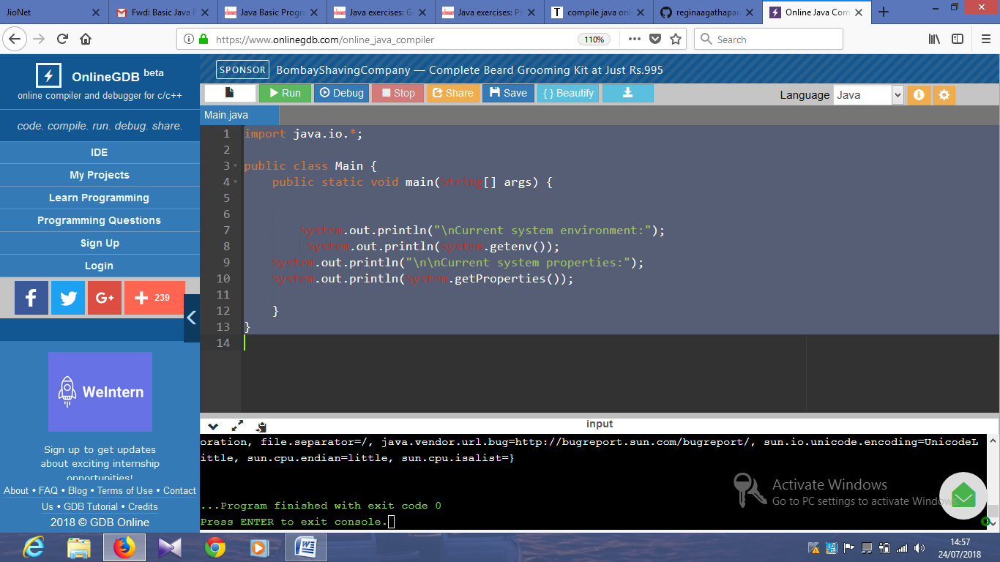 JioNet
Fwd: Basic Java P
Java Basic Progra
Java exercises: G
Java exercises: Pr
compile java onli
reginaagathapar
Online Java Com
https://www.onlinegdb.com/online_java_compiler
110%
Search
OnlineGDB beta
online compiler and debugger for c/c++
code. compile. run. debug. share.
IDE
My Projects
Learn Programming
Programming Questions
Sign Up
Login
239
WeIntern
Sign up to get updates
about exciting internship
opportunities!
About • FAQ • Blog • Terms of Use • Contact
Us • GDB Tutorial • Credits
2018 © GDB Online
SPONSOR BombayShavingCompany — Complete Beard Grooming Kit at Just Rs.995
Run Debug Stop Share Save { } Beautify
Language Java
Main.java
1 import java.io.*;
2
3 public class Main {
4 public static void main(String[] args) {
5
6
7 System.out.println("\nCurrent system environment:");
8 System.out.println(System.getenv());
9 System.out.println("\n\nCurrent system properties:");
10 System.out.println(System.getProperties());
11
12 }
13 }
14
input
oration, file.separator=/, java.vendor.url.bug=http://bugreport.sun.com/bugreport/, sun.io.unicode.encoding=UnicodeL
ittle, sun.cpu.endian=little, sun.cpu.isalist=}
...Program finished with exit code 0
Press ENTER to exit console.
Activate Windows
Go to PC settings to activate Windows.
14:57
24/07/2018